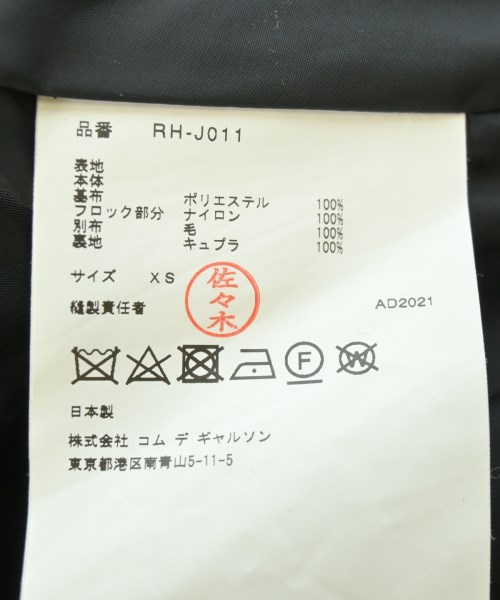 品番 RH-J011
表地
本体
基布 ポリエステル 100%
フロック部分 ナイロン 100%
別布 毛 100%
裏地 キュプラ 100%
サイズ XS
佐々木
縫製責任者 AD2021
F W
日本製
株式会社 コム デ ギャルソン
東京都港区南青山5-11-5